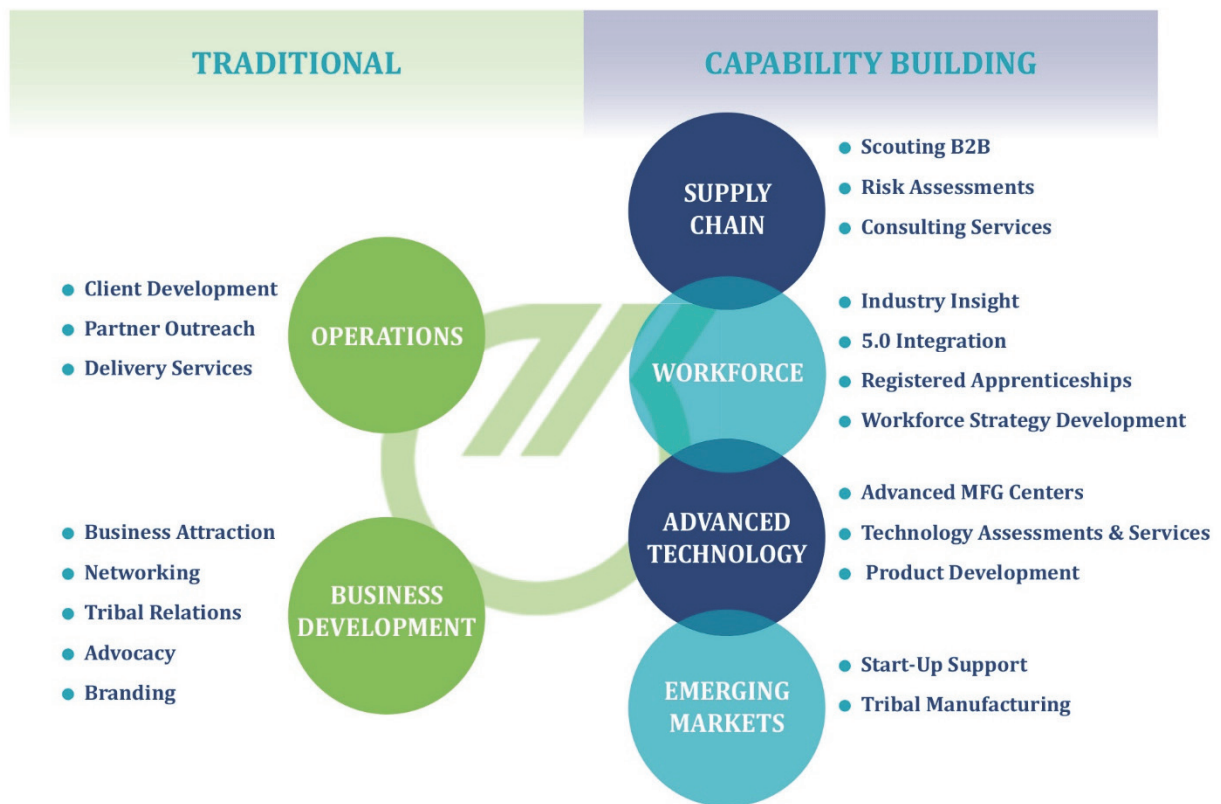 TRADITIONAL
CAPABILITY BUILDING
Client Development
Partner Outreach
Delivery Services
OPERATIONS
Business Attraction
Networking
Tribal Relations
Advocacy
Branding
BUSINESS
DEVELOPMENT
SUPPLY
CHAIN
Scouting B2B
Risk Assessments
Consulting Services
WORKFORCE
Industry Insight
5.0 Integration
Registered Apprenticeships
Workforce Strategy Development
ADVANCED
TECHNOLOGY
Advanced MFG Centers
Technology Assessments & Services
Product Development
EMERGING
MARKETS
Start-Up Support
Tribal Manufacturing